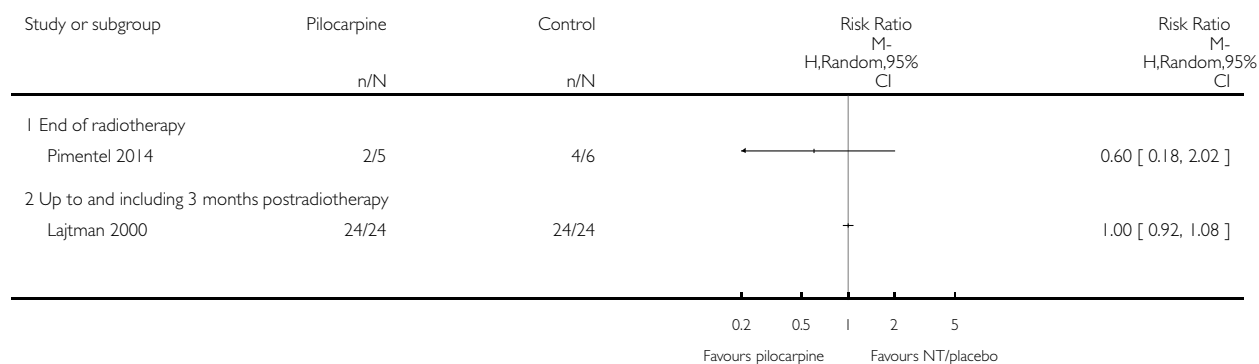 Study or subgroup Pilocarpine Control Risk Ratio Risk Ratio
M- M-
H,Random,95% H,Random,95%
n/N n/N CI CI
1 End of radiotherapy
Pimentel 2014 2/5 4/6 0.60 [ 0.18, 2.02 ]
2 Up to and including 3 months postradiotherapy
Lajtman 2000 24/24 24/24 1.00 [ 0.92, 1.08 ]
0.2 0.5 1 2 5
Favours pilocarpine Favours NT/placebo